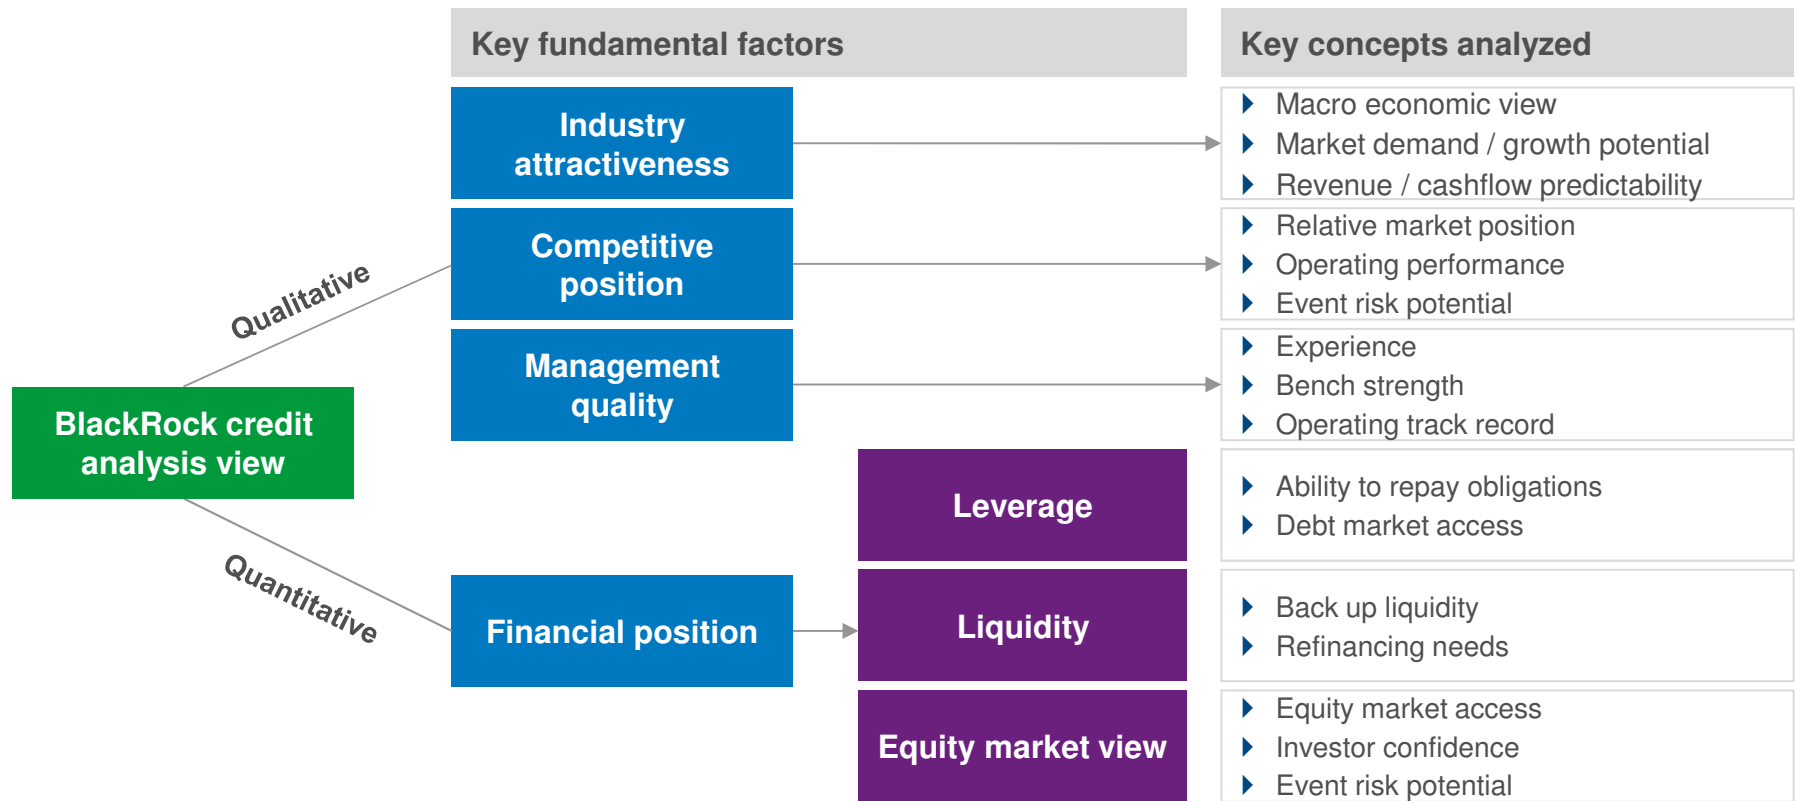 Key fundamental factors
Key concepts analyzed
Industry
attractiveness
Macro economic view
Market demand / growth potential
Revenue / cashflow predictability
Competitive
position
Relative market position
Operating performance
Event risk potential
Qualitative
Management
quality
Experience
Bench strength
Operating track record
BlackRock credit
analysis view
Leverage
Ability to repay obligations
Debt market access
Quantitative
Financial position
Liquidity
Back up liquidity
Refinancing needs
Equity market view
Equity market access
Investor confidence
Event risk potential